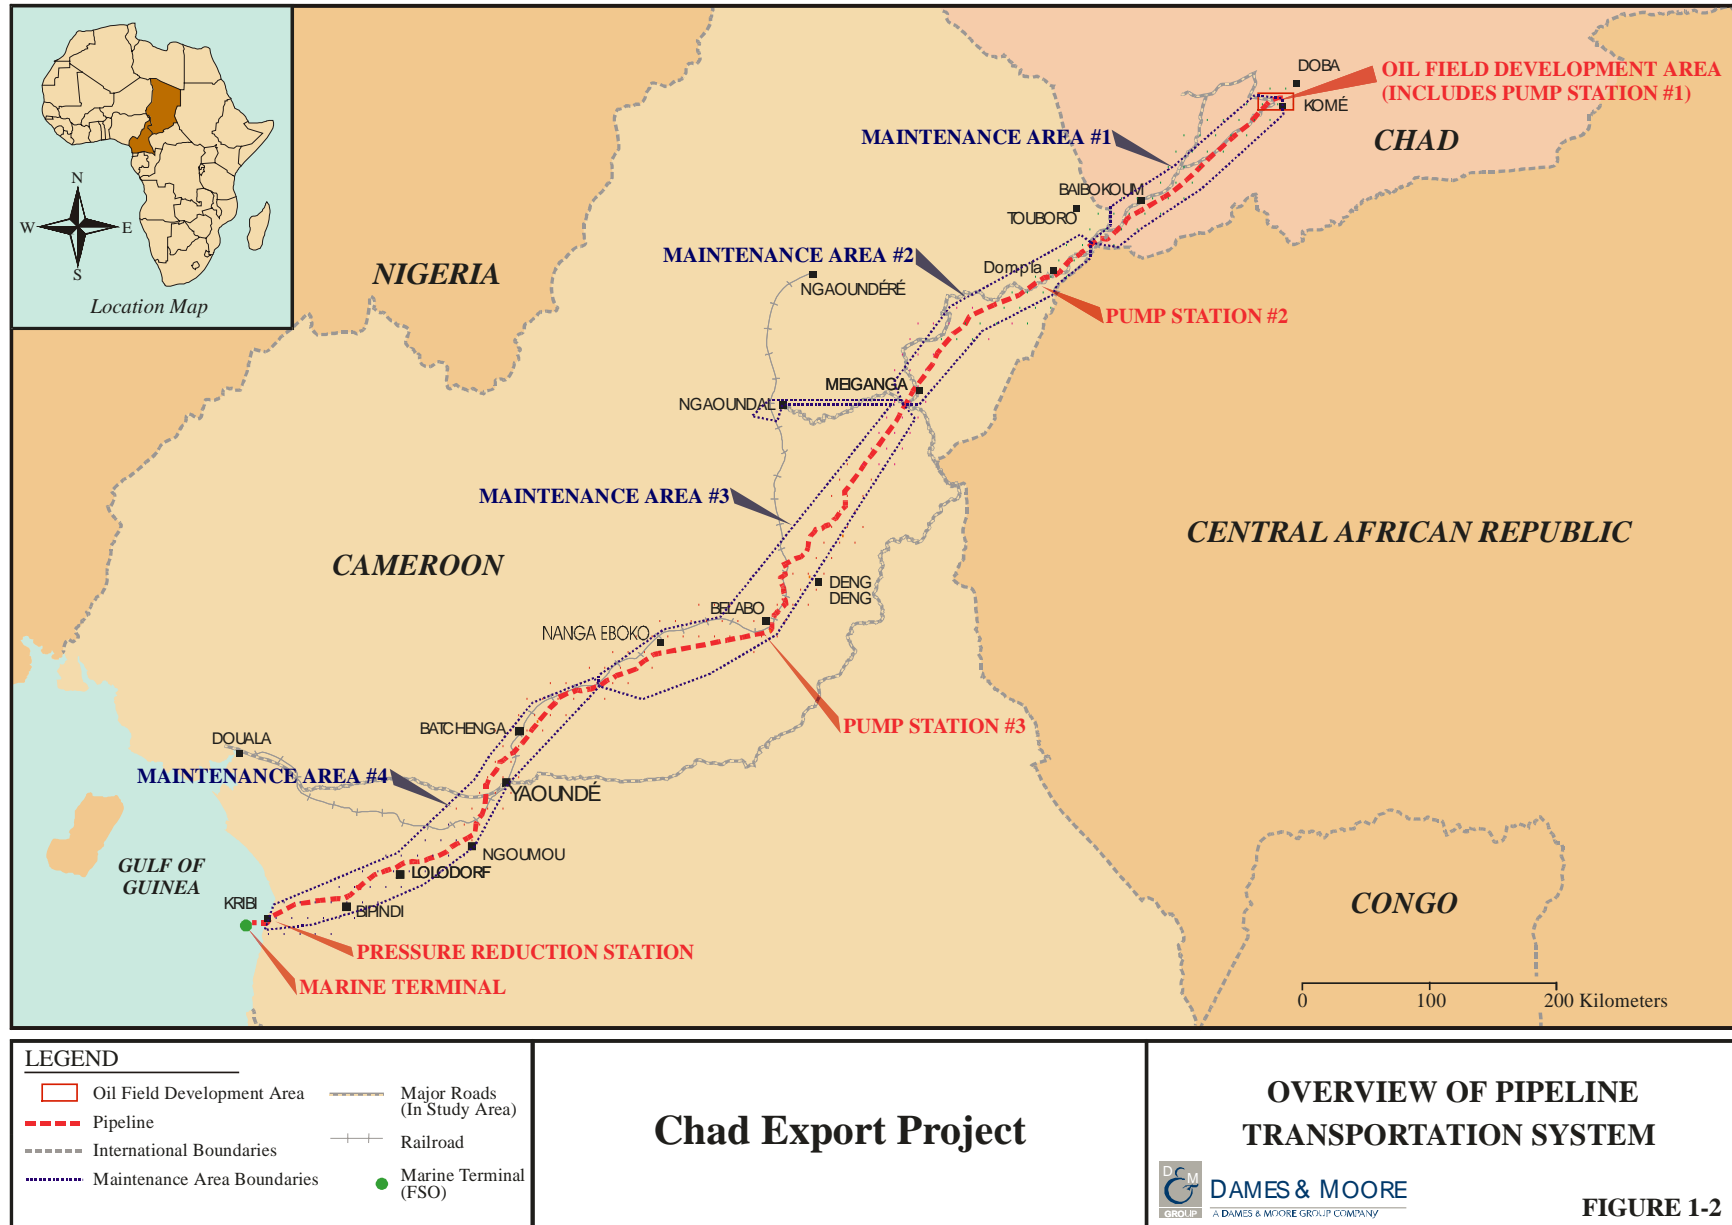 DOBA
OIL FIELD DEVELOPMENT AREA
(INCLUDES PUMP STATION #1)
KOMÉ
CHAD
MAINTENANCE AREA #1
BAIBOKOUM
TOUBORO
N
W
E
S
Location Map
NIGERIA
MAINTENANCE AREA #2
Dompla
NGAOUNDÉRÉ
PUMP STATION #2
MEIGANGA
NGAOUNDAL
MAINTENANCE AREA #3
CENTRAL AFRICAN REPUBLIC
CAMEROON
DENG
DENG
BELABO
NANGA EBOKO
PUMP STATION #3
BATCHENGA
DOUALA
MAINTENANCE AREA #4
YAOUNDÉ
NGOUMOU
GULF OF
GUINEA
LOLODORF
KRIBI
BIPINDI
CONGO
PRESSURE REDUCTION STATION
MARINE TERMINAL
0 100 200 Kilometers
LEGEND
Oil Field Development Area
Pipeline
International Boundaries
Maintenance Area Boundaries
Major Roads
(In Study Area)
Railroad
Marine Terminal
(FSO)
Chad Export Project
OVERVIEW OF PIPELINE
TRANSPORTATION SYSTEM
D&M
GROUP
DAMES & MOORE
A DAMES & MOORE GROUP COMPANY
FIGURE 1-2